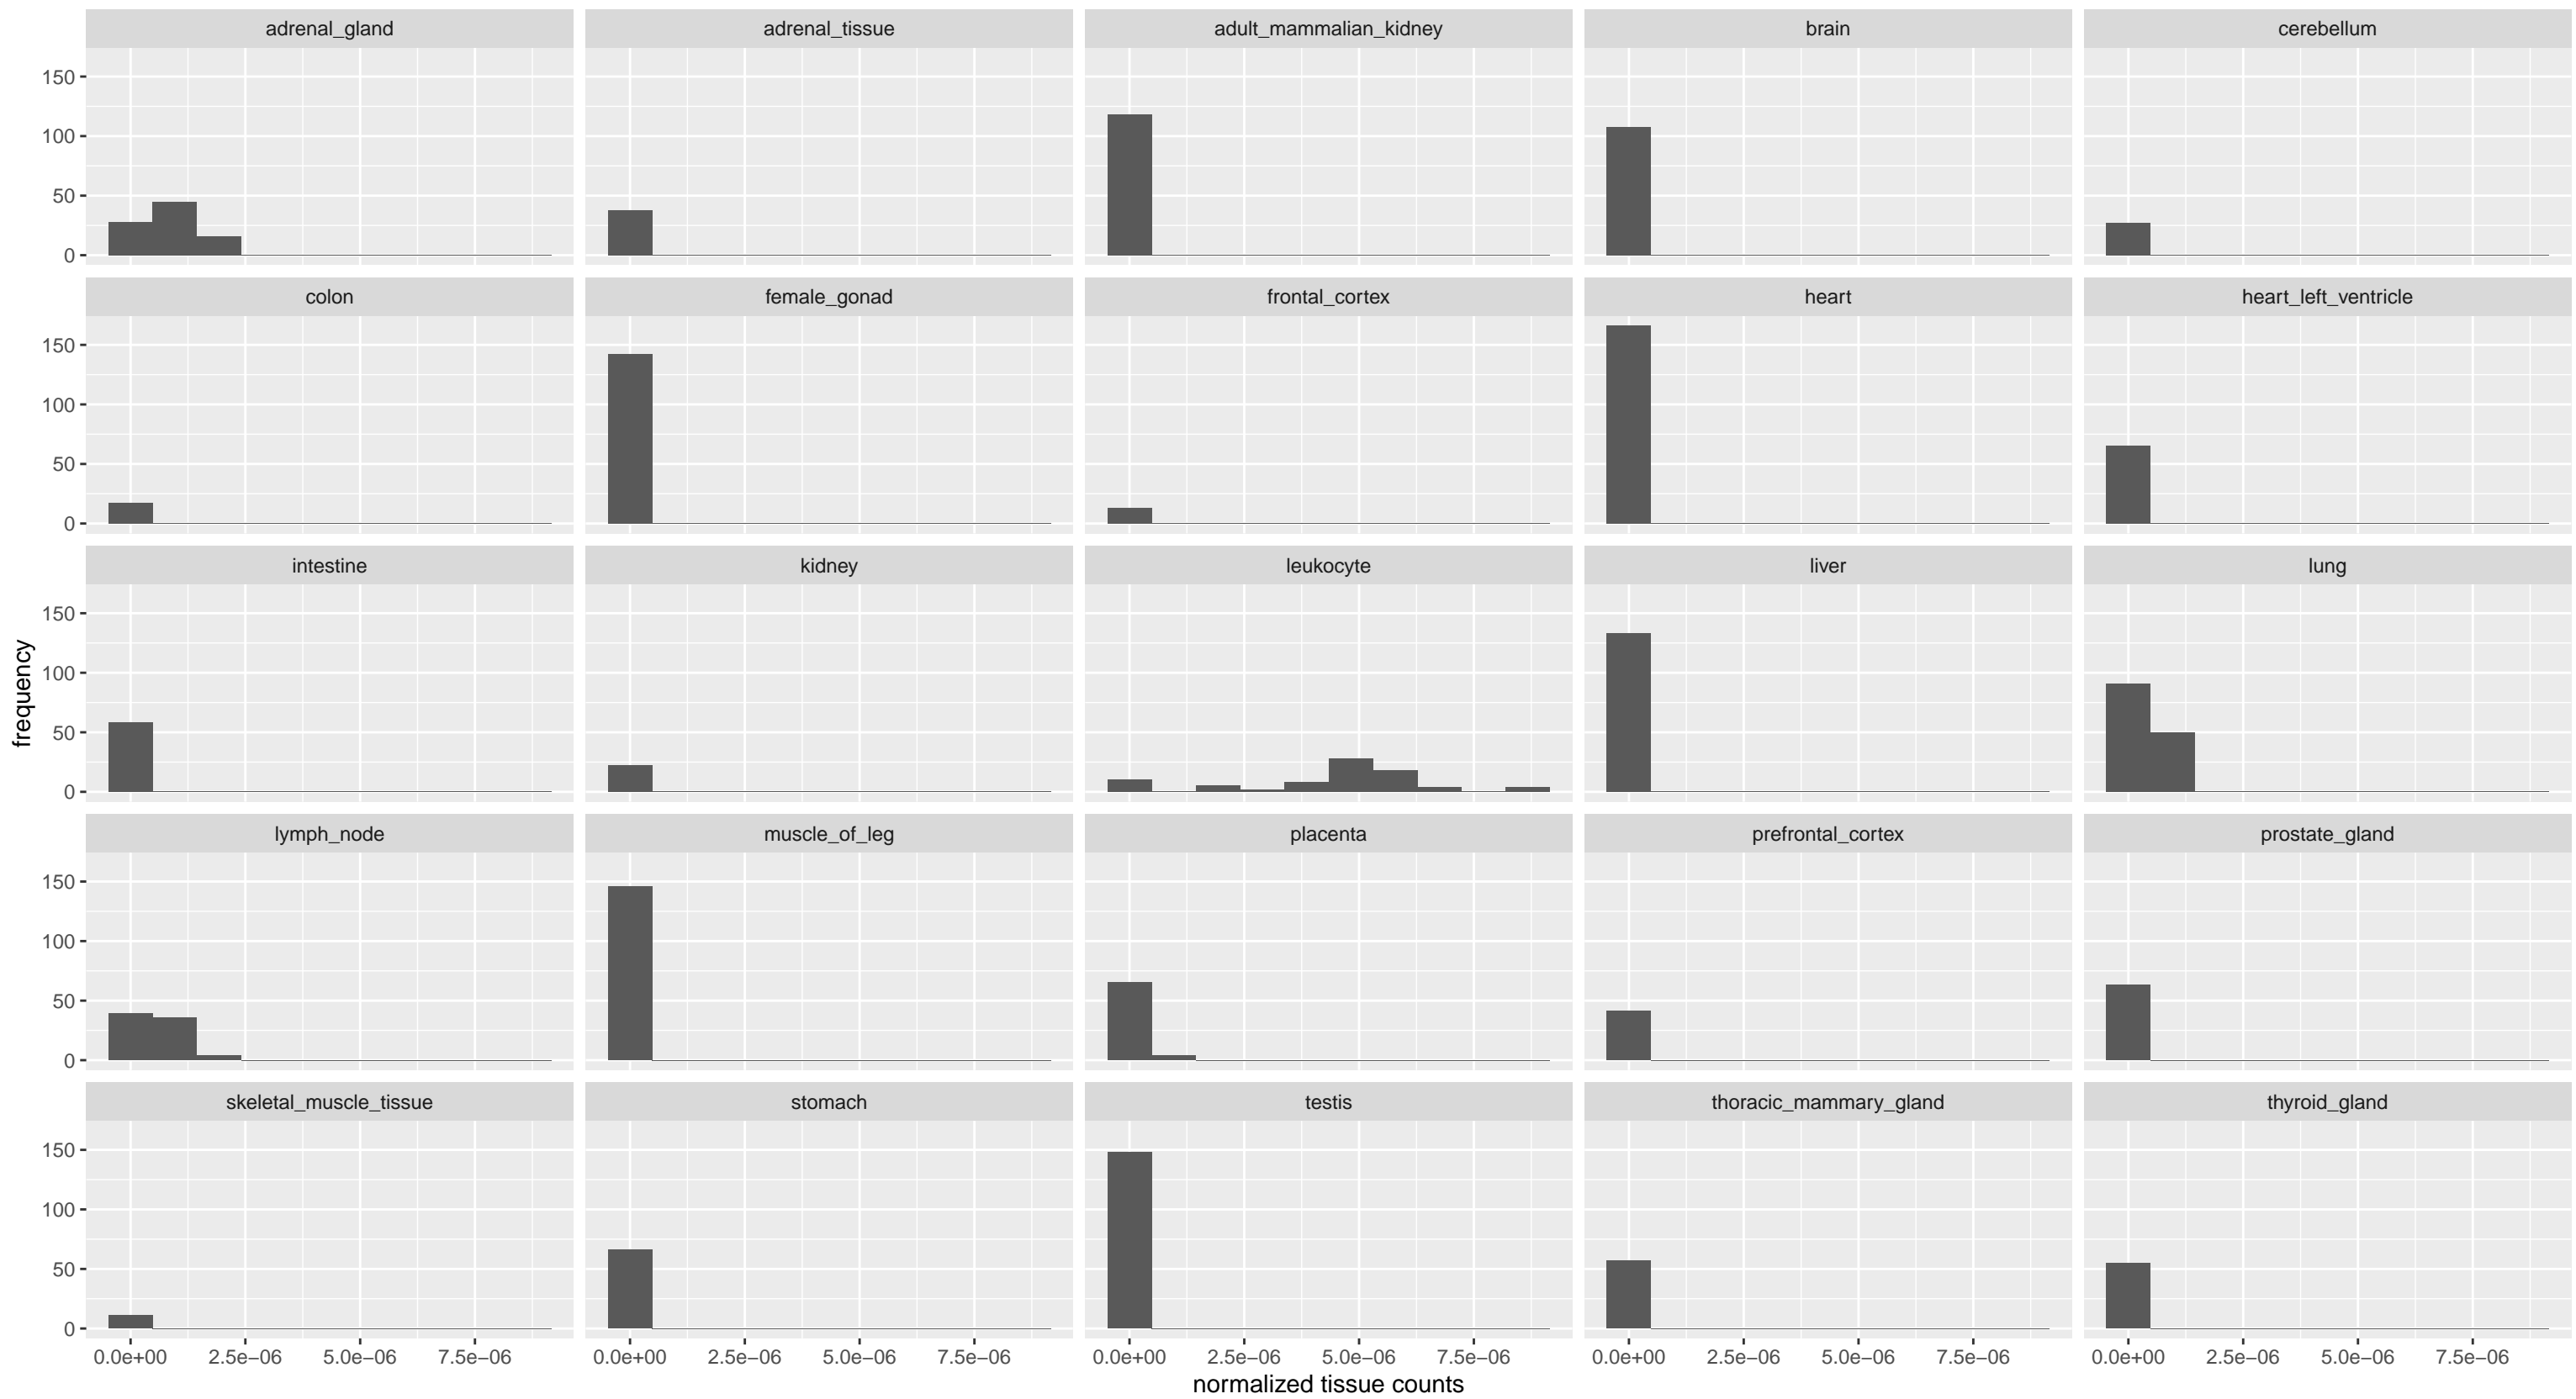 adrenal_gland adrenal_tissue adult_mammalian_kidney brain cerebellum
150
100
50
0
colon female_gonad frontal_cortex heart heart_left_ventricle
150
100
50
0
intestine kidney leukocyte liver lung
150
100
50
0
frequency
lymph_node muscle_of_leg placenta prefrontal_cortex prostate_gland
150
100
50
0
skeletal_muscle_tissue stomach testis thoracic_mammary_gland thyroid_gland
150
100
50
0
0.0e+00 2.5e−06 5.0e−06 7.5e−06 0.0e+00 2.5e−06 5.0e−06 7.5e−06 0.0e+00 2.5e−06 5.0e−06 7.5e−06 0.0e+00 2.5e−06 5.0e−06 7.5e−06 0.0e+00 2.5e−06 5.0e−06 7.5e−06
normalized tissue counts